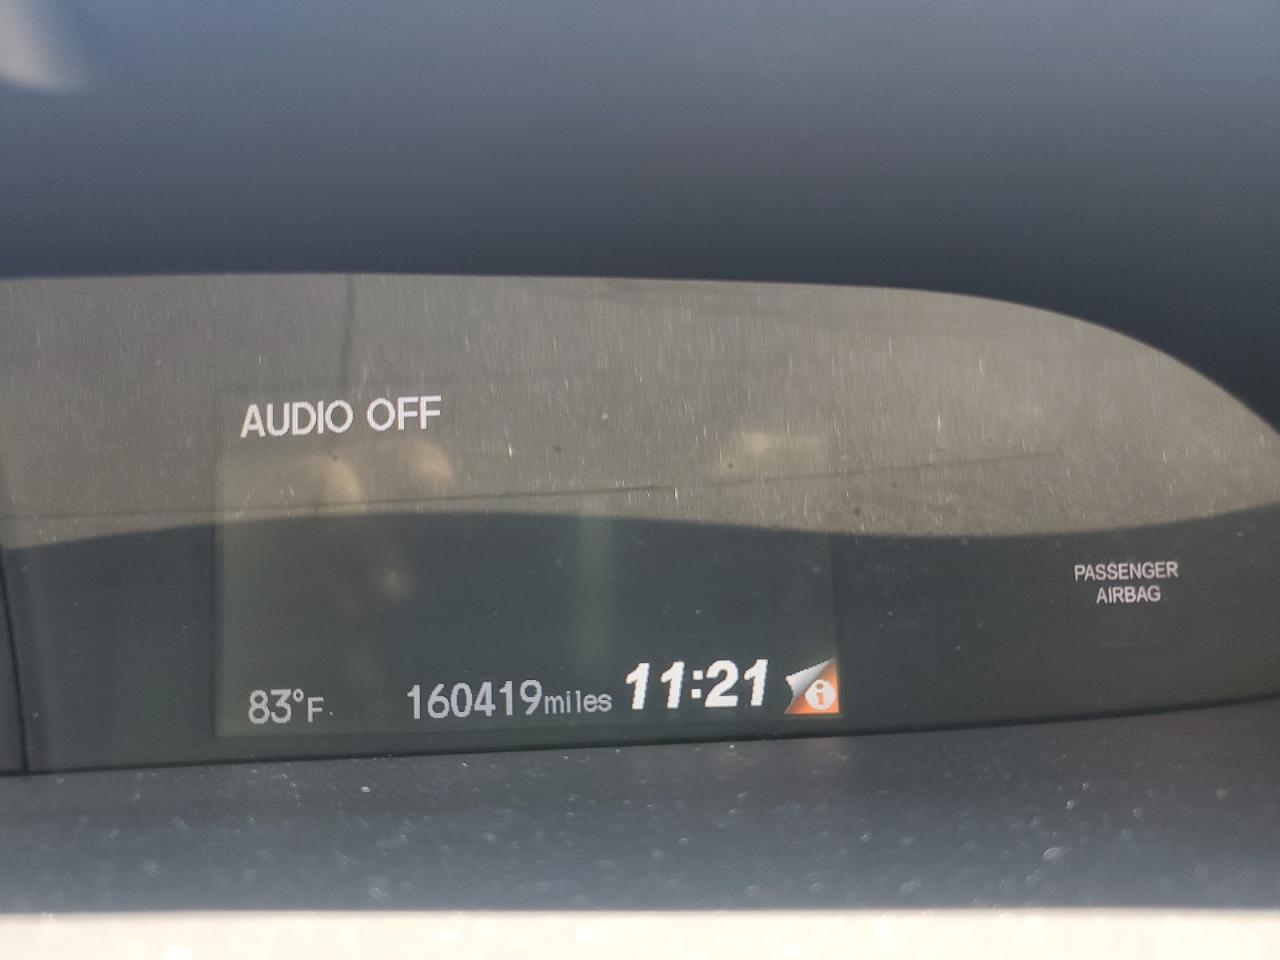 AUDIO OFF
PASSENGER
AIRBAG
83°F 160419miles 11:21 i